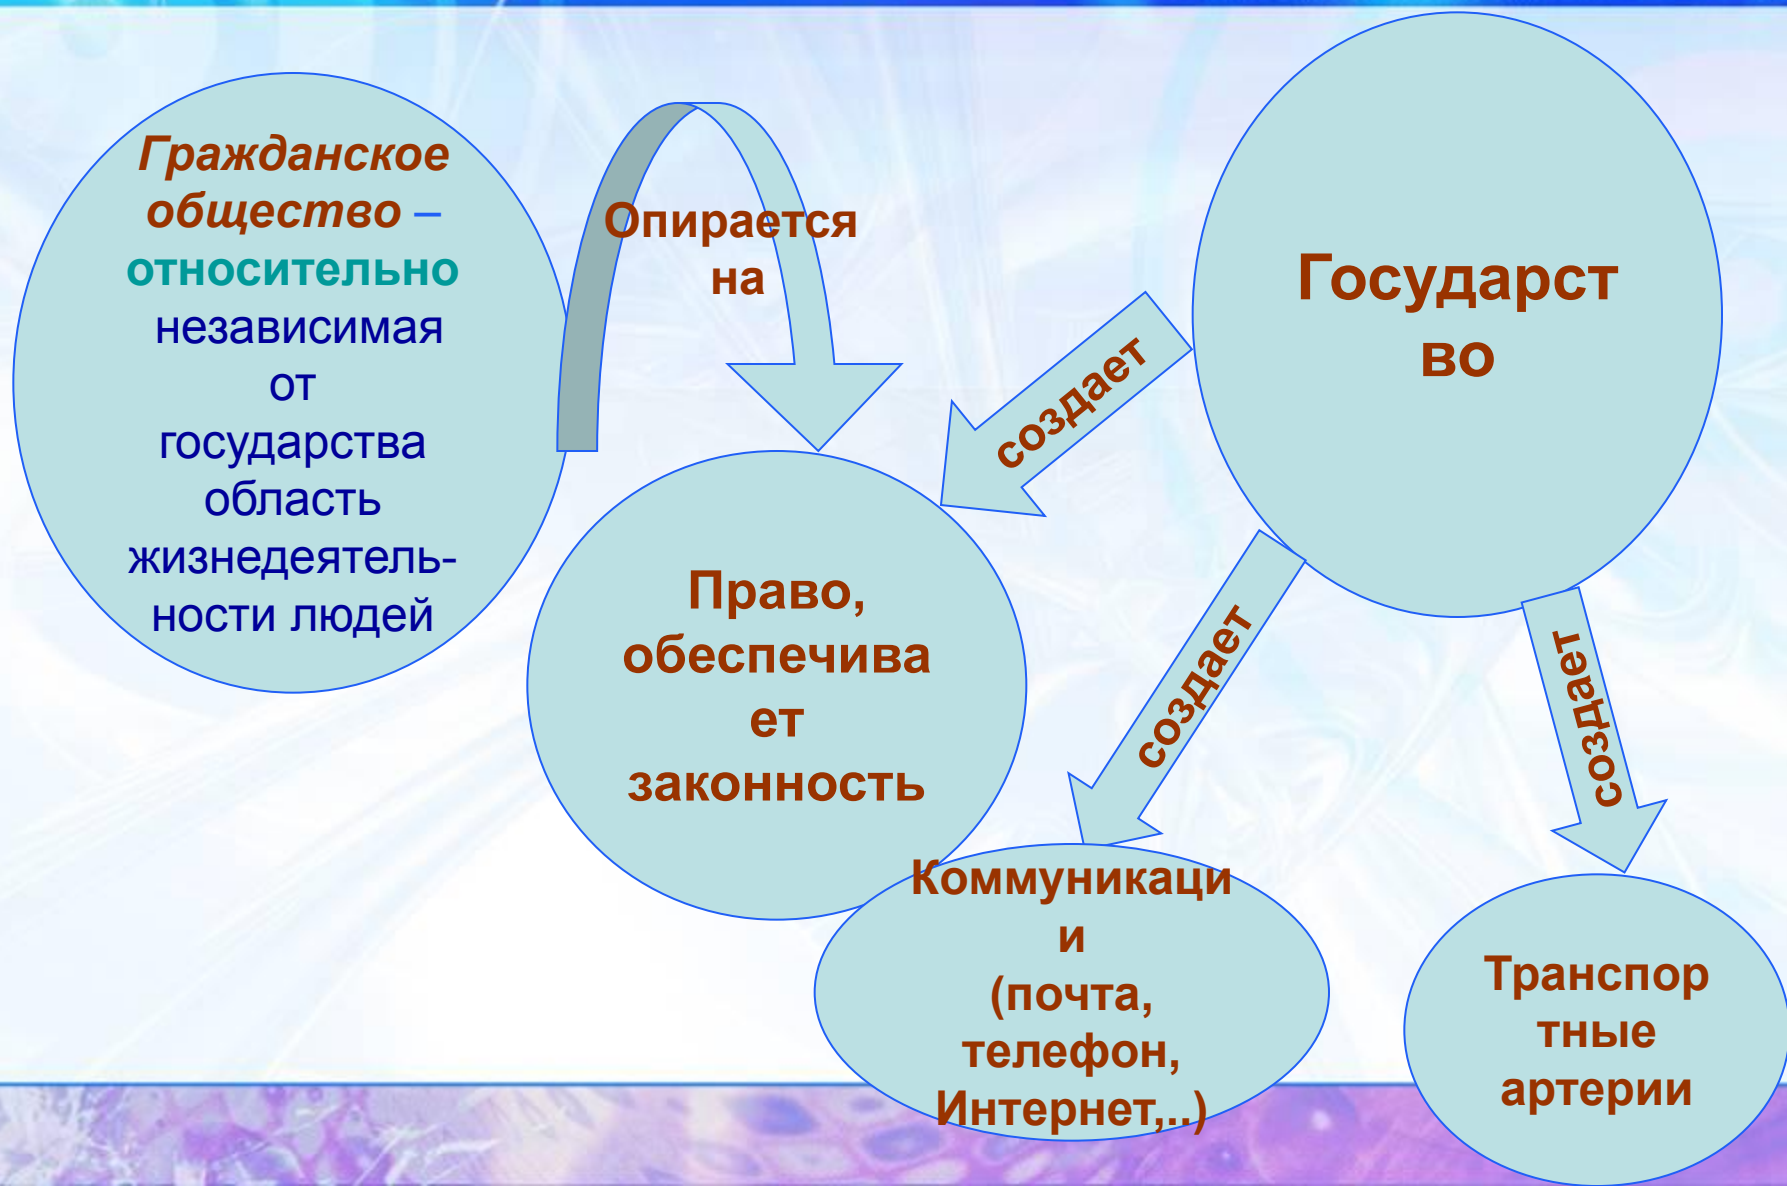 Гражданское
общество –
относительно
независимая
от
государства
область
жизнедеятель-
ности людей
Опирается
на
Государст
во
создает
создает
создает
Право,
обеспечива
ет
законность
Коммуникаци
и
(почта,
телефон,
Интернет,..)
Транспор
тные
артерии